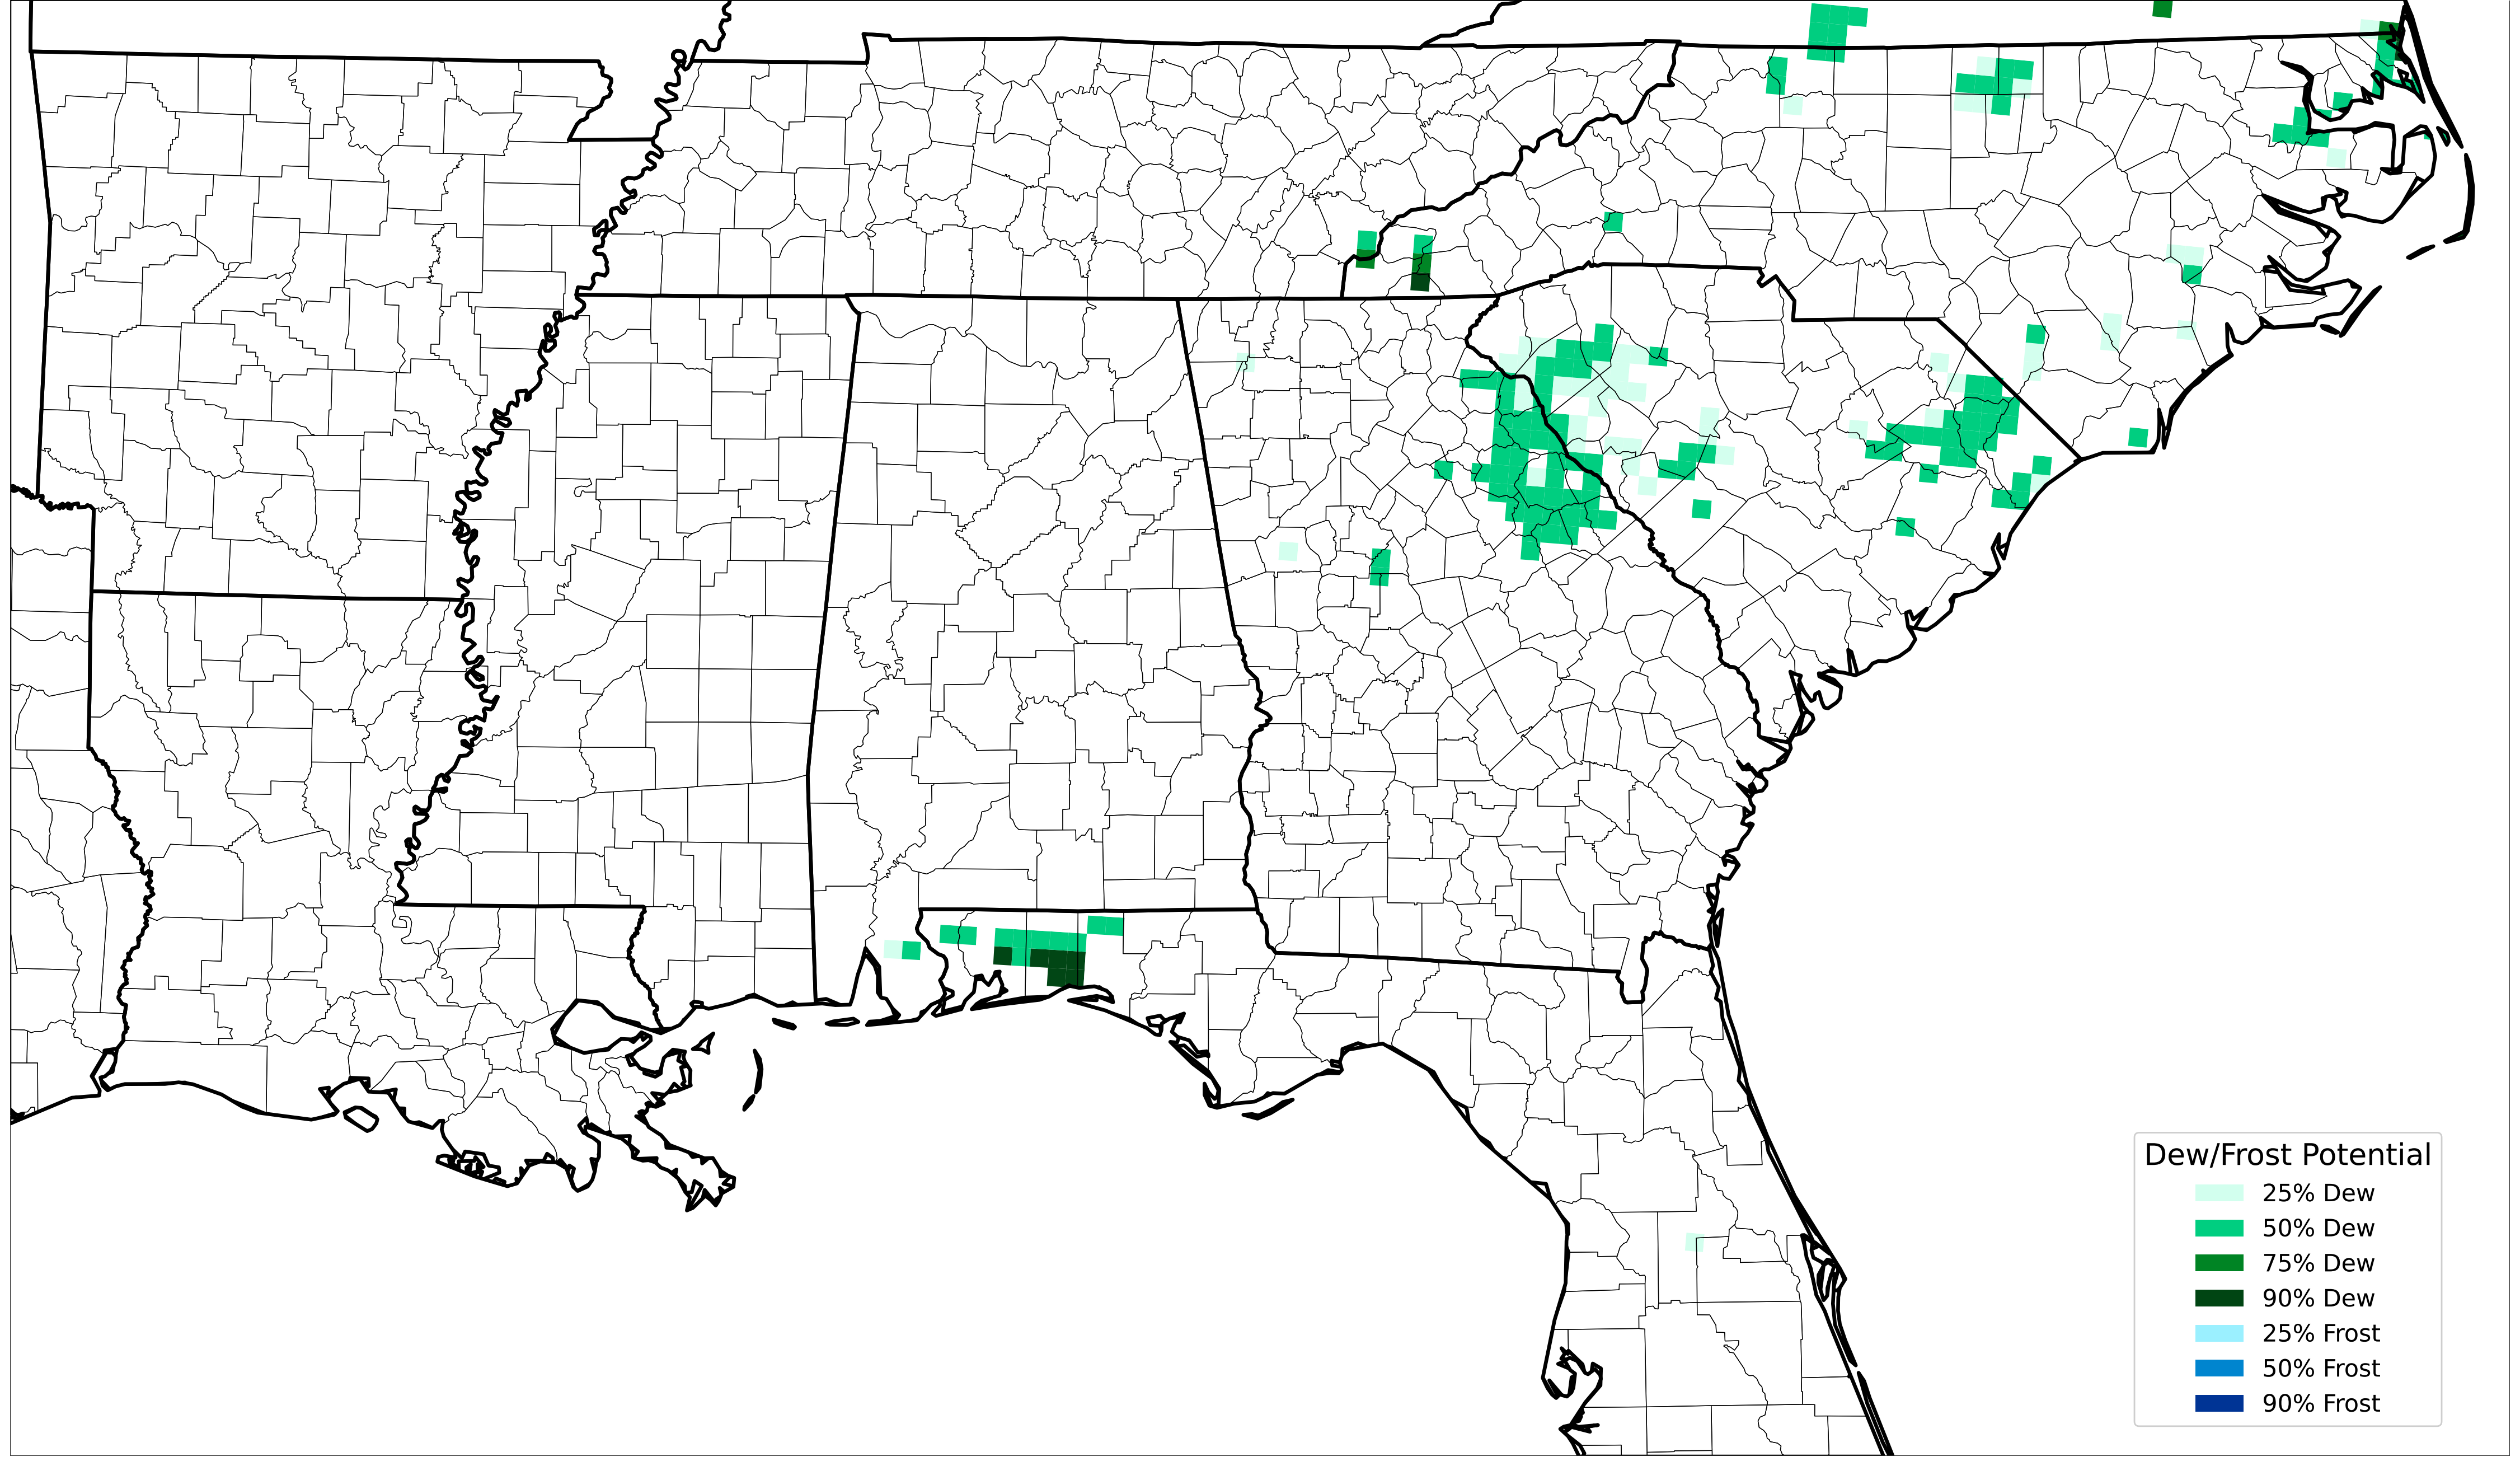 Dew/Frost Potential
25% Dew
50% Dew
75% Dew
90% Dew
25% Frost
50% Frost
90% Frost